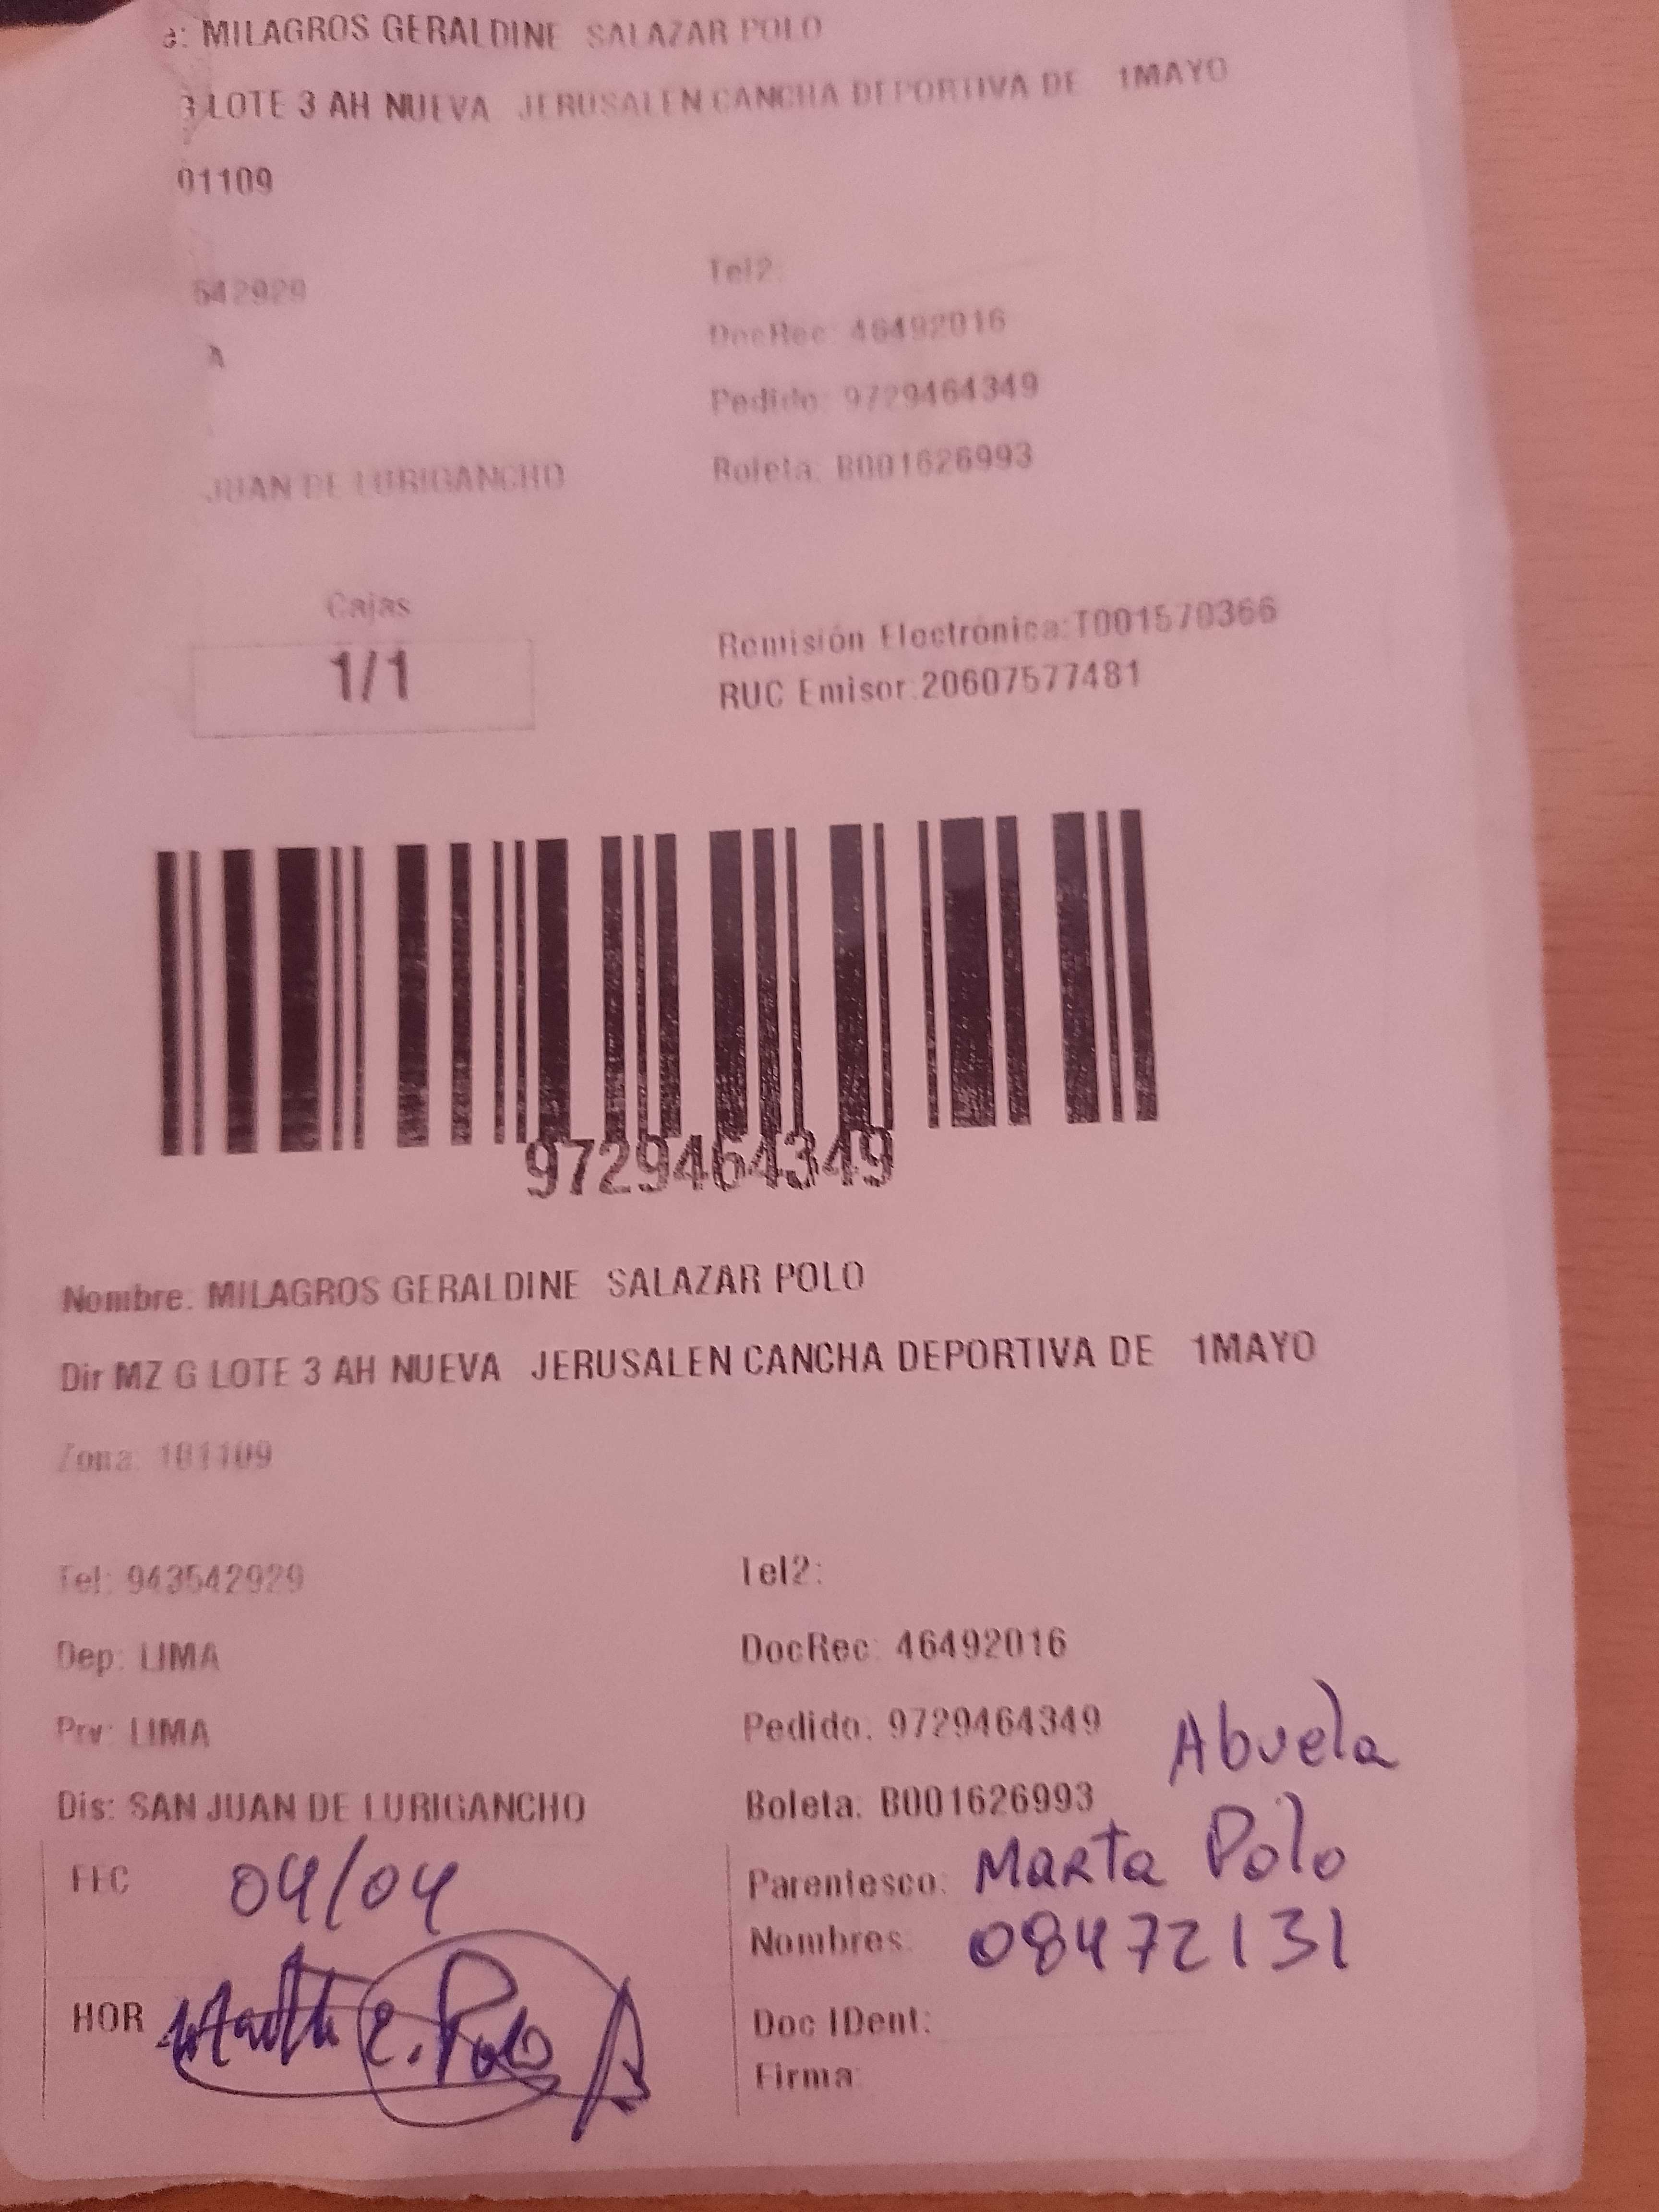 e: MILAGROS GERALDINE SALAZAR POLO
LOTE 3 AH NUEVA JERUSALEN CANCHA DEPORTIVA DE 1MAYO
01109
542929
A
Tel2:
DocRec: 46492016
Pedido: 9729464349
JUAN DE LURIGANCHO
Boleta: B001626993
Cajas
1/1
Remisión Electrónica:T001570366
RUC Emisor:20607577481
9729464349
Nombre: MILAGROS GERALDINE SALAZAR POLO
Dir MZ G LOTE 3 AH NUEVA JERUSALEN CANCHA DEPORTIVA DE 1MAYO
Zona: 101109
Tel: 943542929
Tel2:
Dep: LIMA
DocRec: 46492016
Prv: LIMA
Pedido: 9729464349
Abuela
Dis: SAN JUAN DE LURIGANCHO
Boleta: B001626993
FEC 04/04
Parentesco: Marta Polo
Nombres: 08472131
HOR
E. Polo
Doc IDent:
Firma: